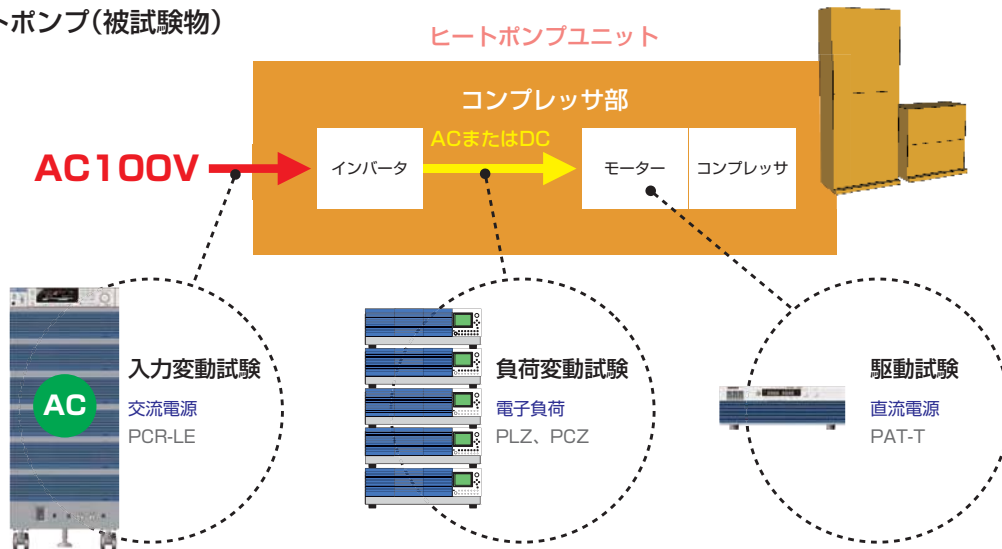 トポンプ(被試験物)
ヒートポンプユニット
コンプレッサ部
AC100V
インバータ
ACまたはDC
モーター
コンプレッサ
AC
入力変動試験
交流電源
PCR-LE
負荷変動試験
電子負荷
PLZ、PCZ
駆動試験
直流電源
PAT-T